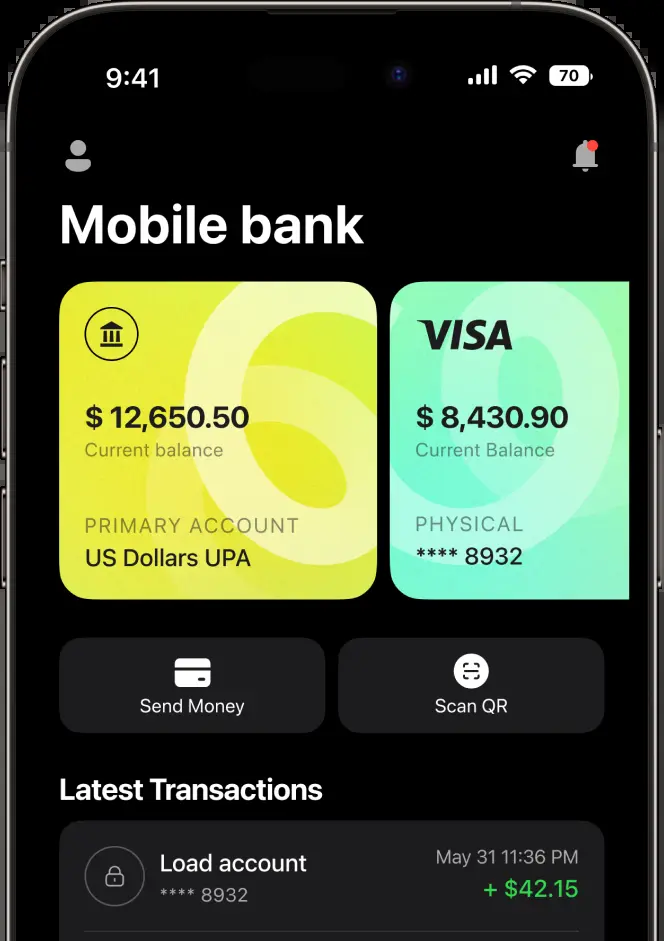 9:41
70
Mobile bank
$ 12,650.50
Current balance
PRIMARY ACCOUNT
US Dollars UPA
VISA
$ 8,430.90
Current Balance
PHYSICAL
**** 8932
Send Money
Scan QR
Latest Transactions
Load account
**** 8932
May 31 11:36 PM
+ $42.15